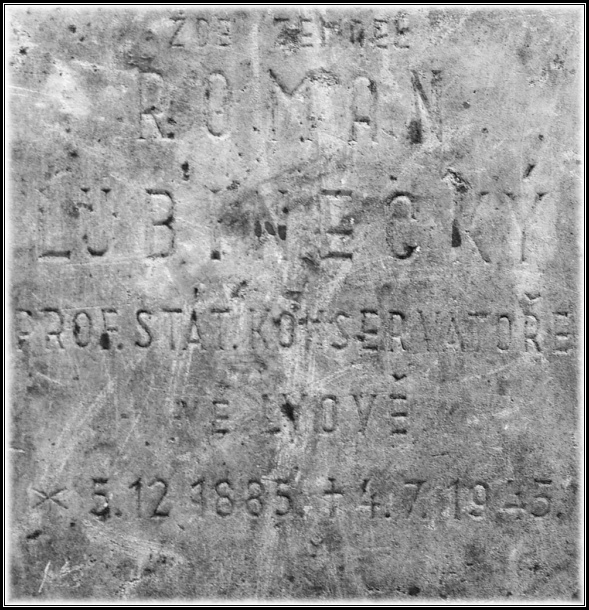 ZDE ZEMŘEL
ROMAN
LUBINECKÝ
PROF. STÁT. KONSERVATOŘE
VE LVOVĚ
* 5.12 1885. † 4.7.1945.